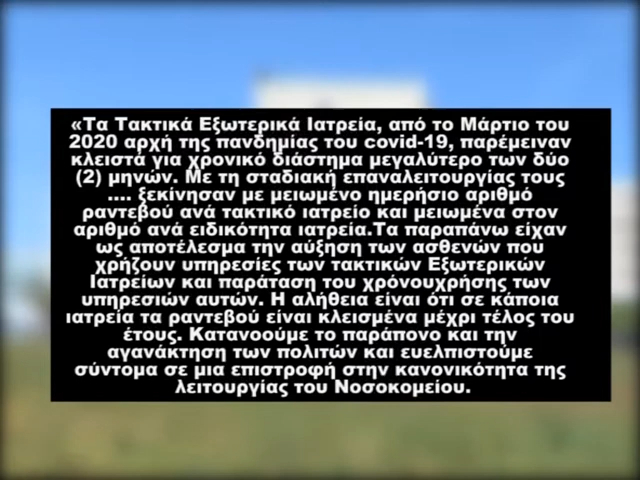 «Τα Τακτικά Εξωτερικά Ιατρεία, από το Μάρτιο του
2020 αρχή της πανδημίας του covid-19, παρέμειναν
κλειστά για χρονικό διάστημα μεγαλύτερο των δύο
(2) μηνών. Με τη σταδιακή επαναλειτουργίας τους
.... ξεκίνησαν με μειωμένο ημερήσιο αριθμό
ραντεβού ανά τακτικό ιατρείο και μειωμένα στον
αριθμό ανά ειδικότητα ιατρεία.Τα παραπάνω είχαν
ως αποτέλεσμα την αύξηση των ασθενών που
χρήζουν υπηρεσίες των τακτικών Εξωτερικών
Ιατρείων και παράταση του χρόνουχρήσης των
υπηρεσιών αυτών. Η αλήθεια είναι ότι σε κάποια
ιατρεία τα ραντεβού είναι κλεισμένα μέχρι τέλος του
έτους. Κατανοούμε το παράπονο και την
αγανάκτηση των πολιτών και ευελπιστούμε
σύντομα σε μια επιστροφή στην κανονικότητα της
λειτουργίας του Νοσοκομείου.